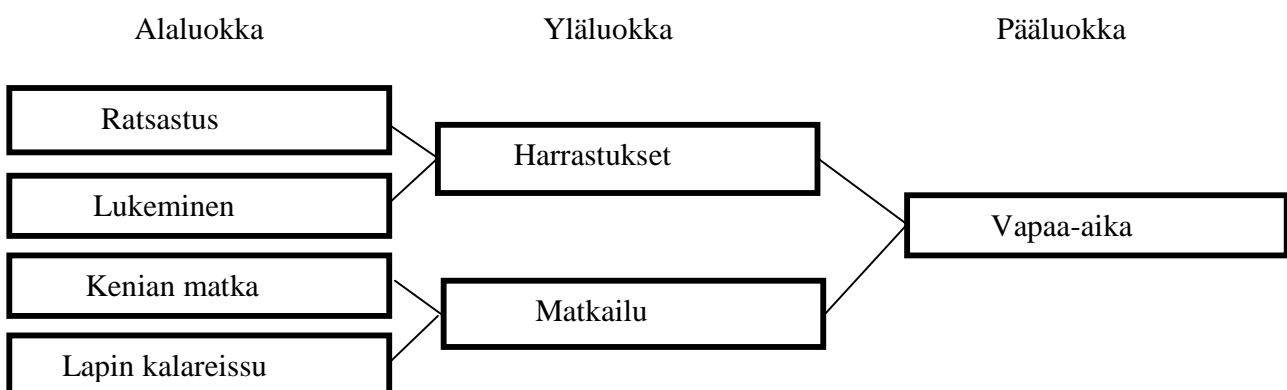 Alaluokka Yläluokka Pääluokka
Ratsastus
Harrastukset
Lukeminen
Vapaa-aika
Kenian matka
Matkailu
Lapin kalareissu